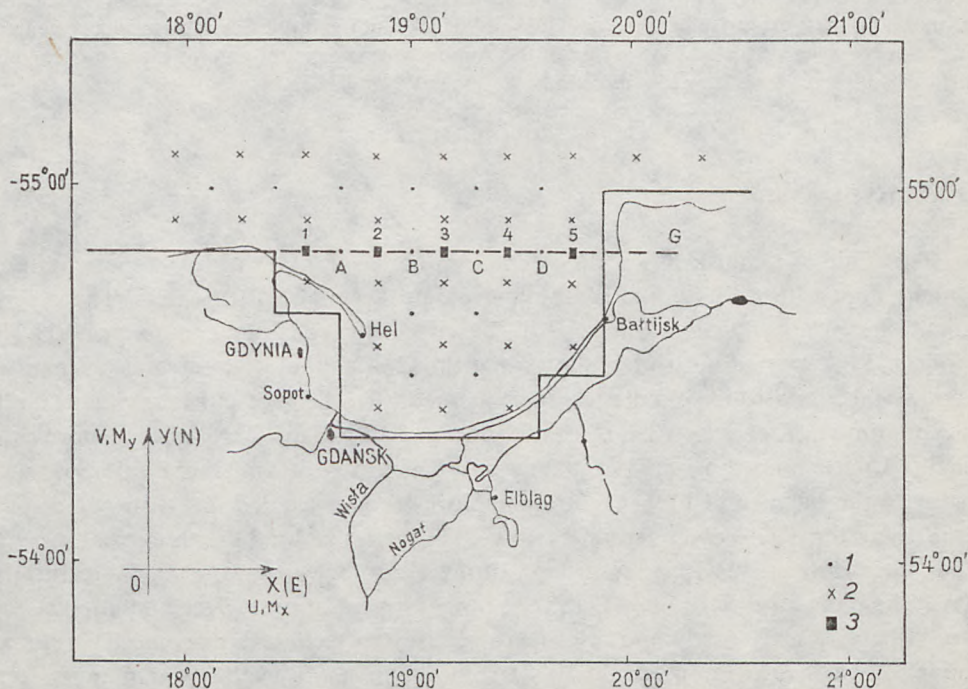 18°00' 19°00' 20°00' 21°00'
-55°00' 55°00'
1 2 3 4 5 G
A B C D
Hel
Bałtijsk
GDYNIA
Sopot
V, My Y(N)
GDAŃSK
Wisła
Elbląg
Nogat
-54°00' 54°00'
0 X(E)
U, Mx
1
2
3
18°00' 19°00' 20°00' 21°00'